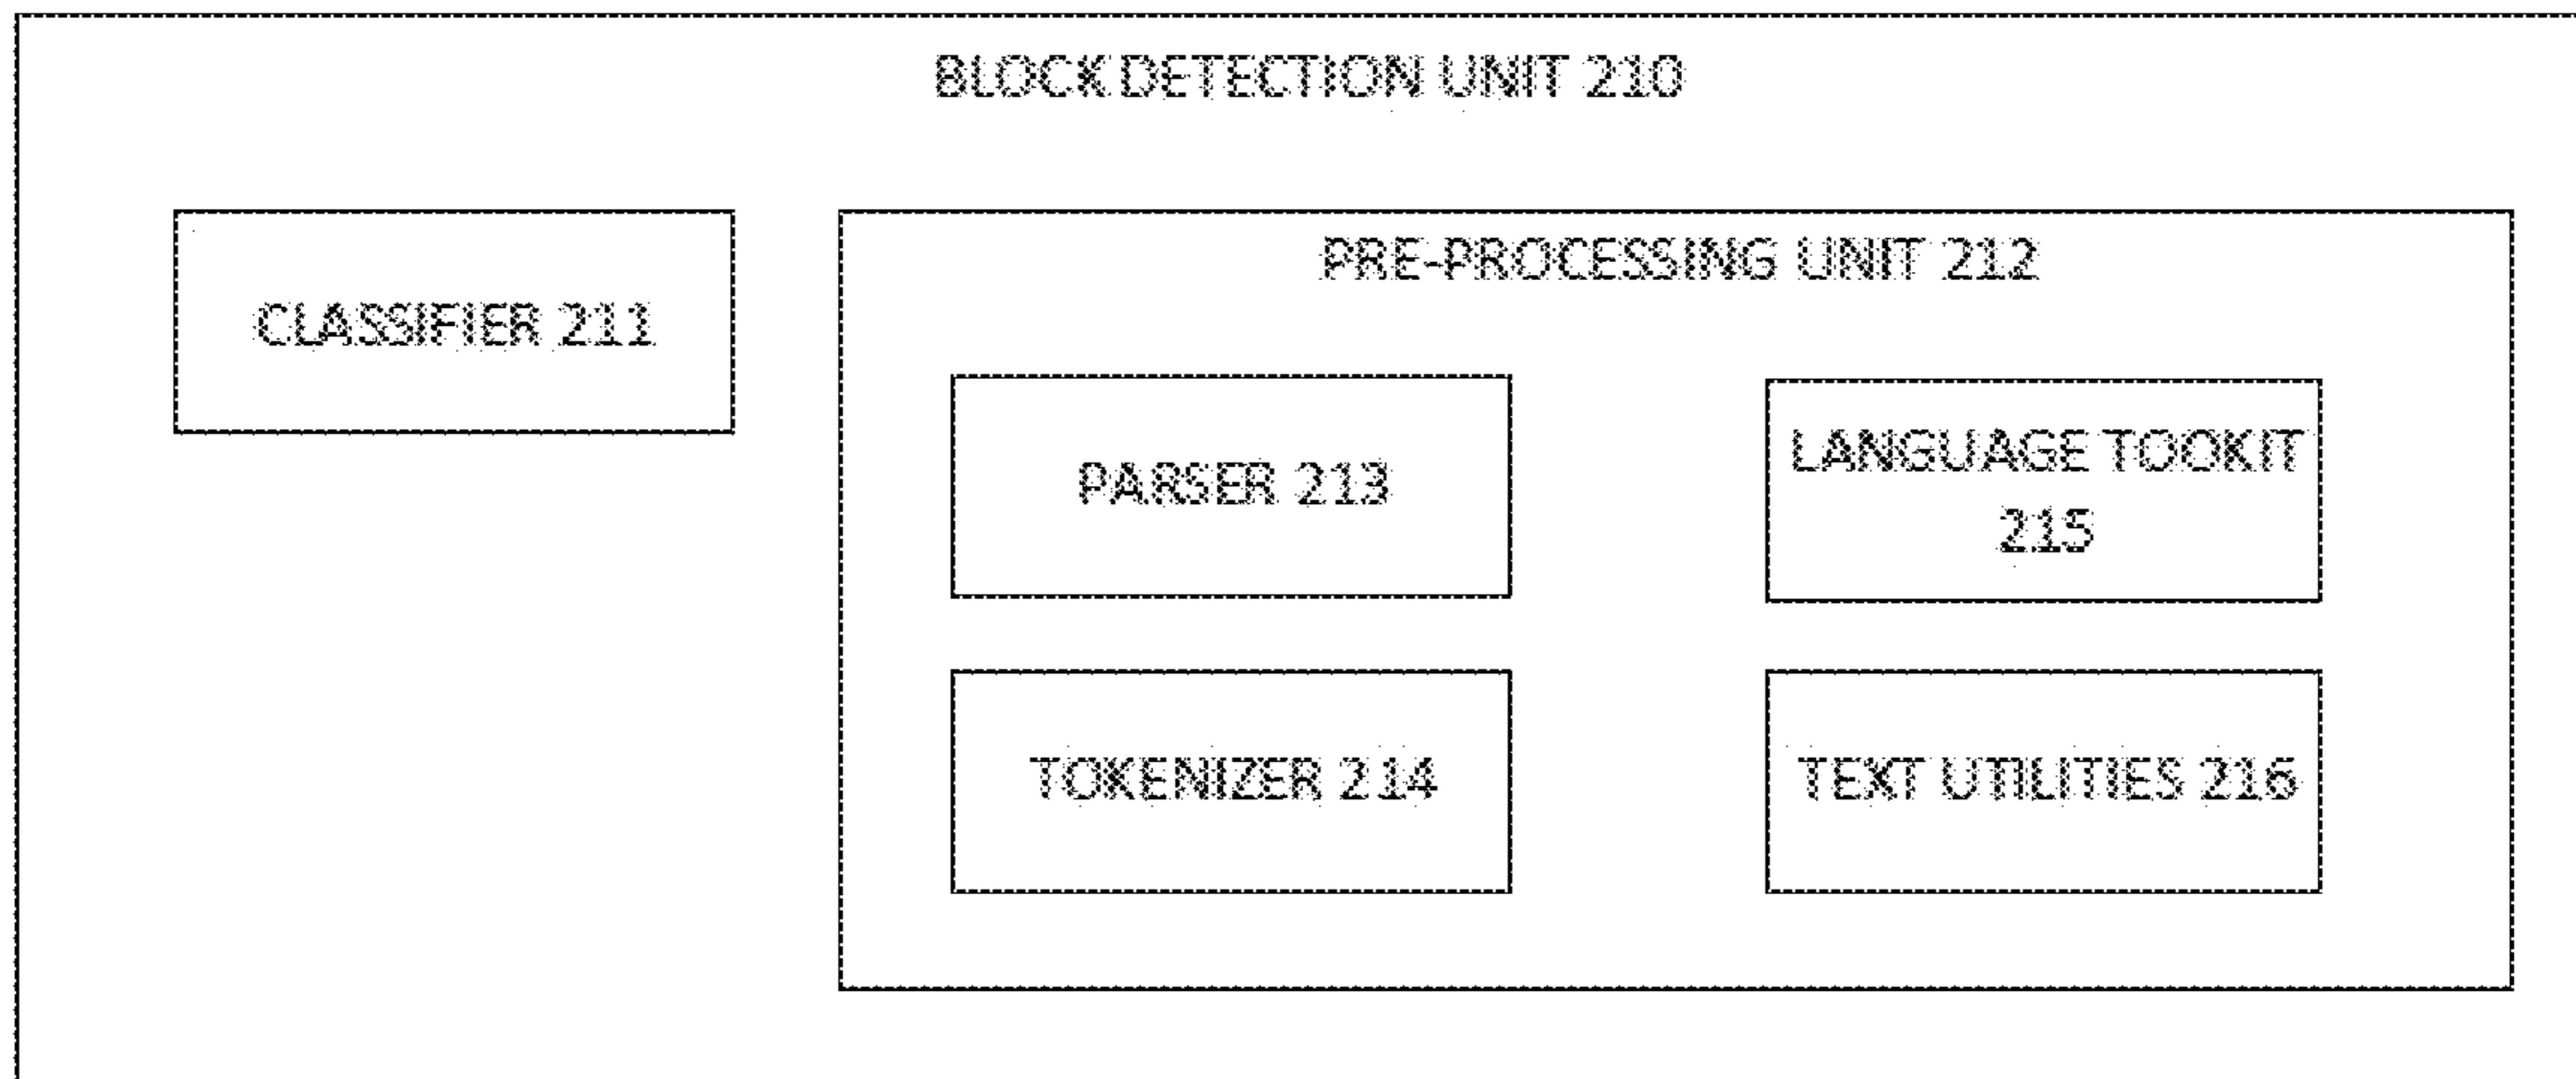 BLOCK DETECTION UNIT 210
CLASSIFIER 211
PRE-PROCESSING UNIT 212
PARSER 213
LANGUAGE TOOKIT
215
TOKENIZER 214
TEXT UTILITIES 216